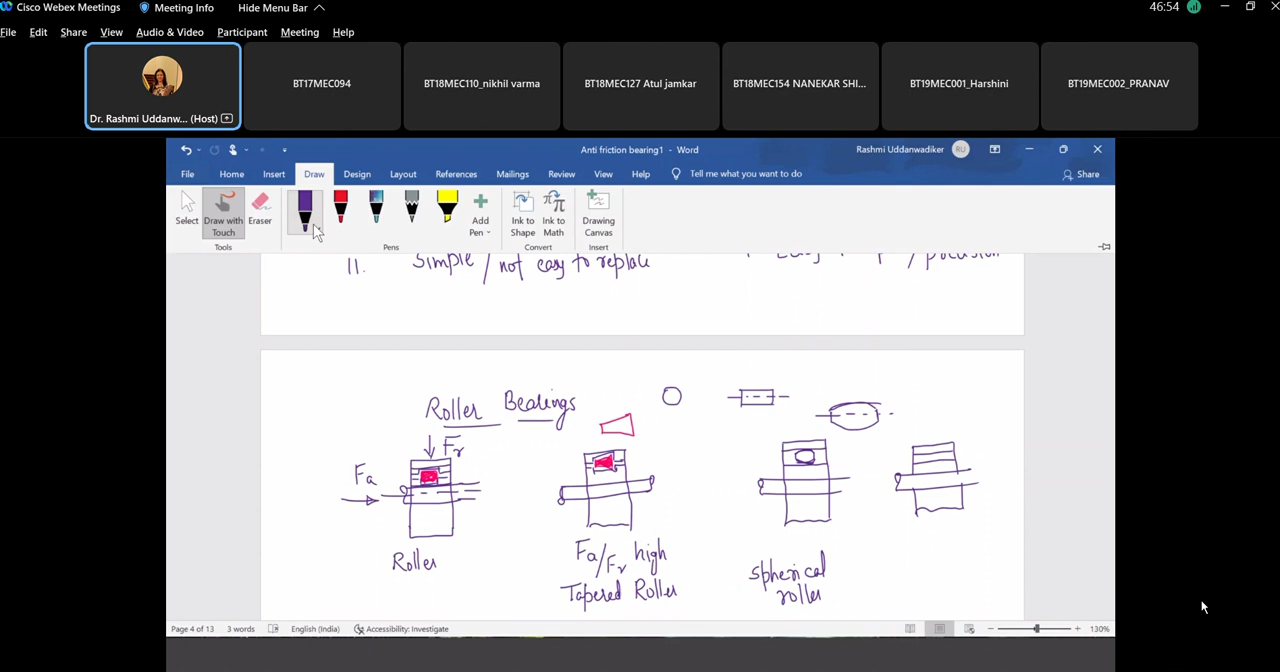 Cisco Webex Meetings Meeting Info Hide Menu Bar 46:54
File Edit Share View Audio & Video Participant Meeting Help
Dr. Rashmi Uddanw... (Host)
BT17MEC094
BT18MEC110_nikhil varma
BT18MEC127 Atul jamkar
BT18MEC154 NANEKAR SHI...
BT19MEC001_Harshini
BT19MEC002_PRANAV
Anti friction bearing1 - Word
Rashmi Uddanwadiker RU
File Home Insert Draw Design Layout References Mailings Review View Help Tell me what you want to do Share
Select
Draw with Touch
Eraser
Add Pen
Ink to Shape
Ink to Math
Drawing Canvas
Tools Pens Convert Insert
11. Simple / not easy to replace
Roller Bearings
Fr
Fa
Roller
Fa/Fr high
Tapered Roller
spherical
roller
Page 4 of 13 3 words English (India) Accessibility: Investigate 130%